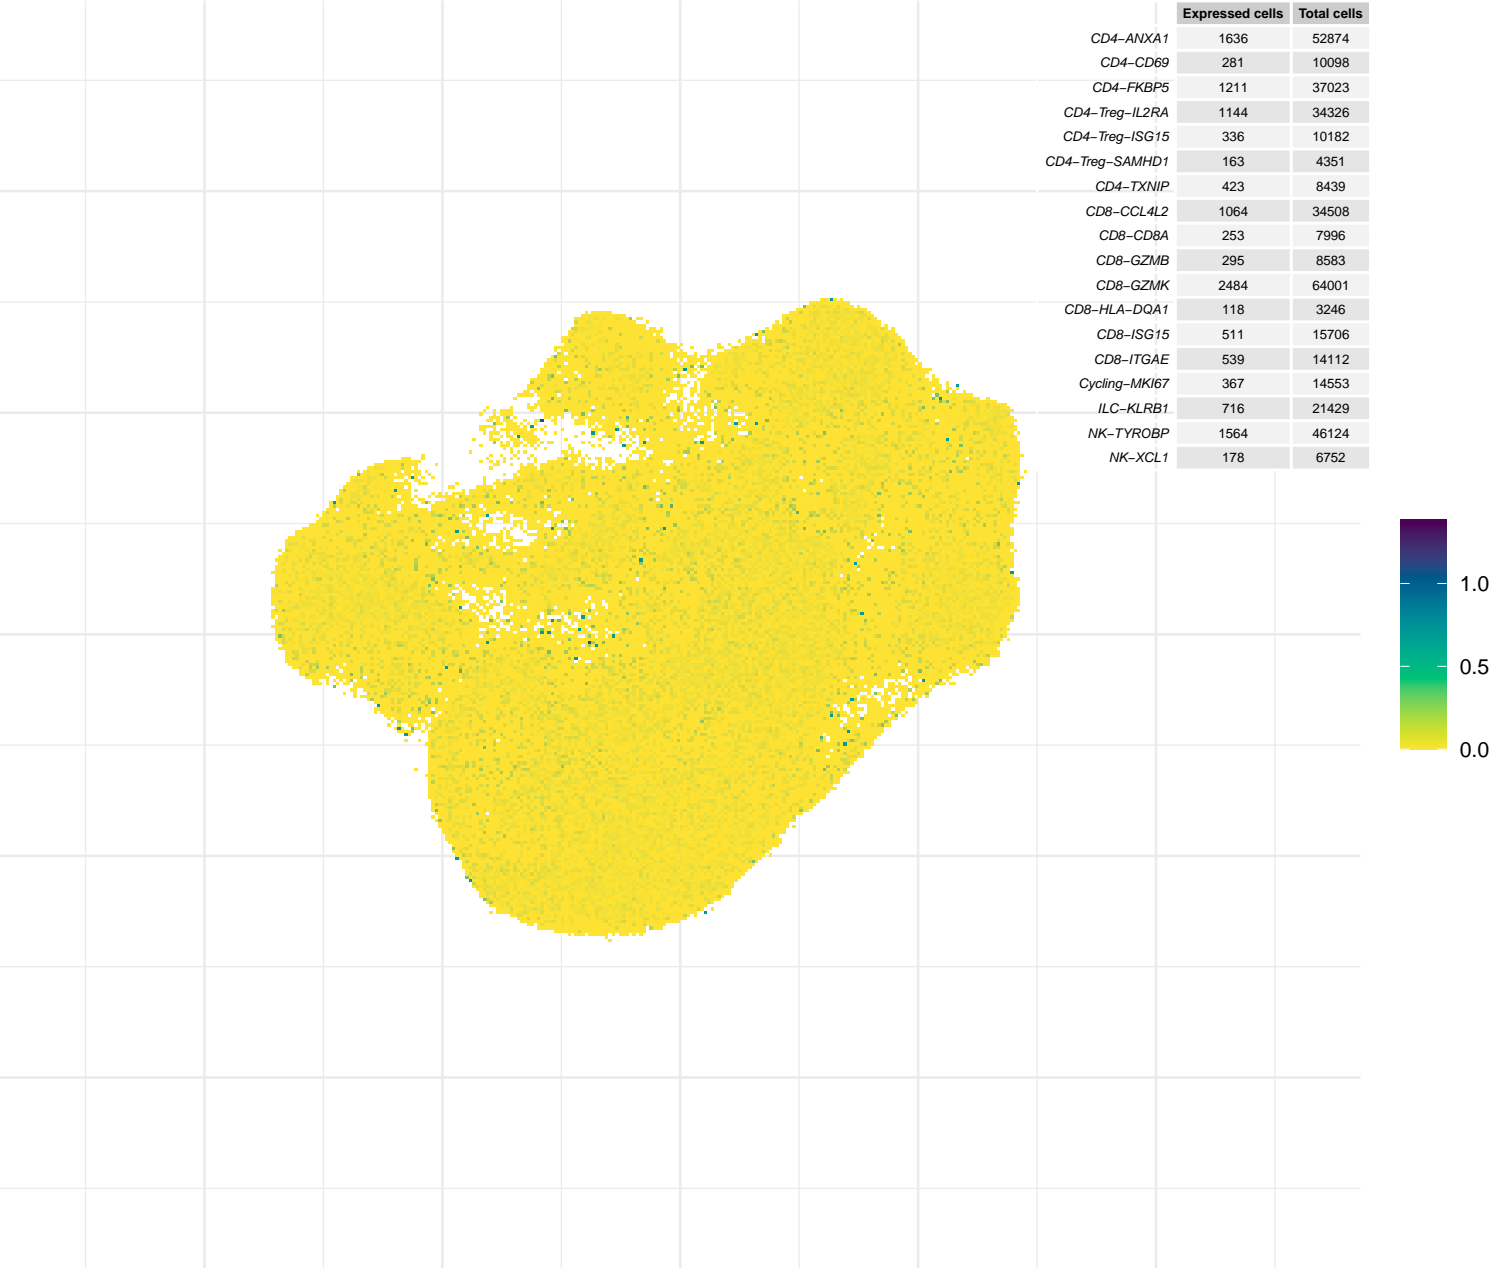 Expressed cells Total cells
CD4−ANXA1 1636 52874
CD4−CD69 281 10098
CD4−FKBP5 1211 37023
CD4−Treg−IL2RA 1144 34326
CD4−Treg−ISG15 336 10182
CD4−Treg−SAMHD1 163 4351
CD4−TXNIP 423 8439
CD8−CCL4L2 1064 34508
CD8−CD8A 253 7996
CD8−GZMB 295 8583
CD8−GZMK 2484 64001
CD8−HLA−DQA1 118 3246
CD8−ISG15 511 15706
CD8−ITGAE 539 14112
Cycling−MKI67 367 14553
ILC−KLRB1 716 21429
NK−TYROBP 1564 46124
NK−XCL1 178 6752
1.0
0.5
0.0